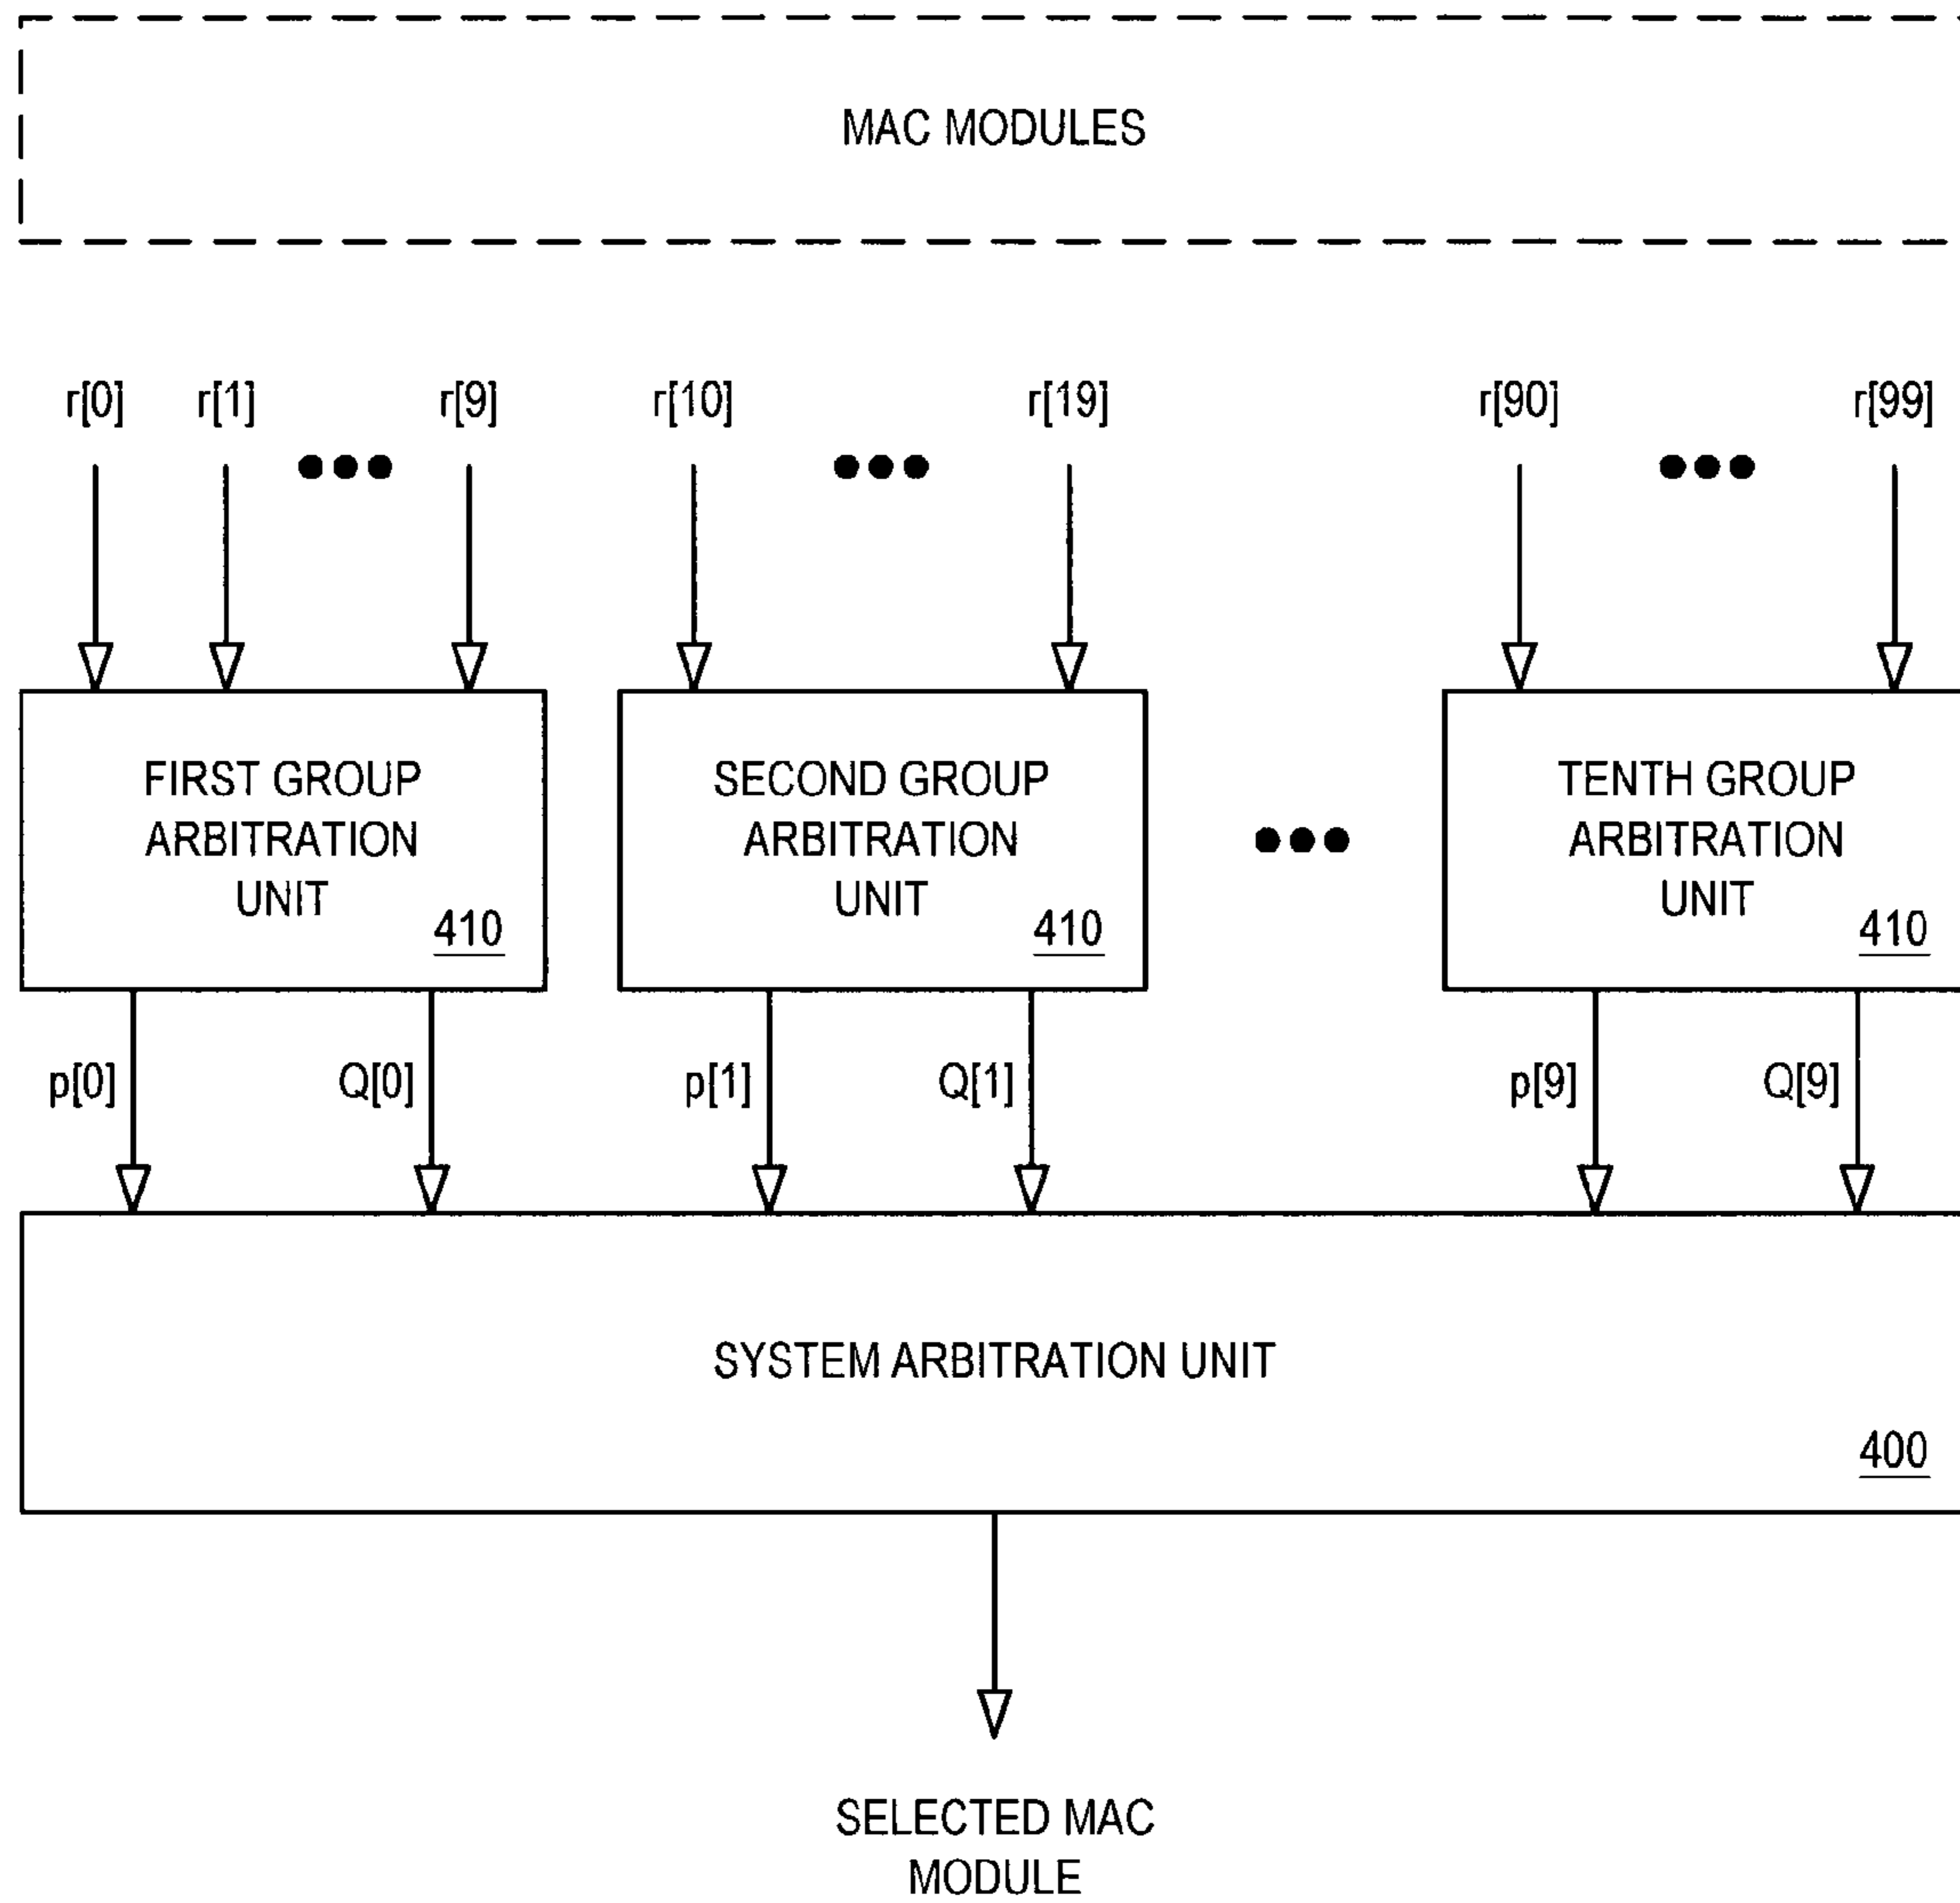 MAC MODULES
r[0] r[1] r[9] r[10] r[19] r[90] r[99]
FIRST GROUP
ARBITRATION
UNIT
410
SECOND GROUP
ARBITRATION
UNIT
410
TENTH GROUP
ARBITRATION
UNIT
410
p[0] Q[0] p[1] Q[1] p[9] Q[9]
SYSTEM ARBITRATION UNIT
400
SELECTED MAC
MODULE